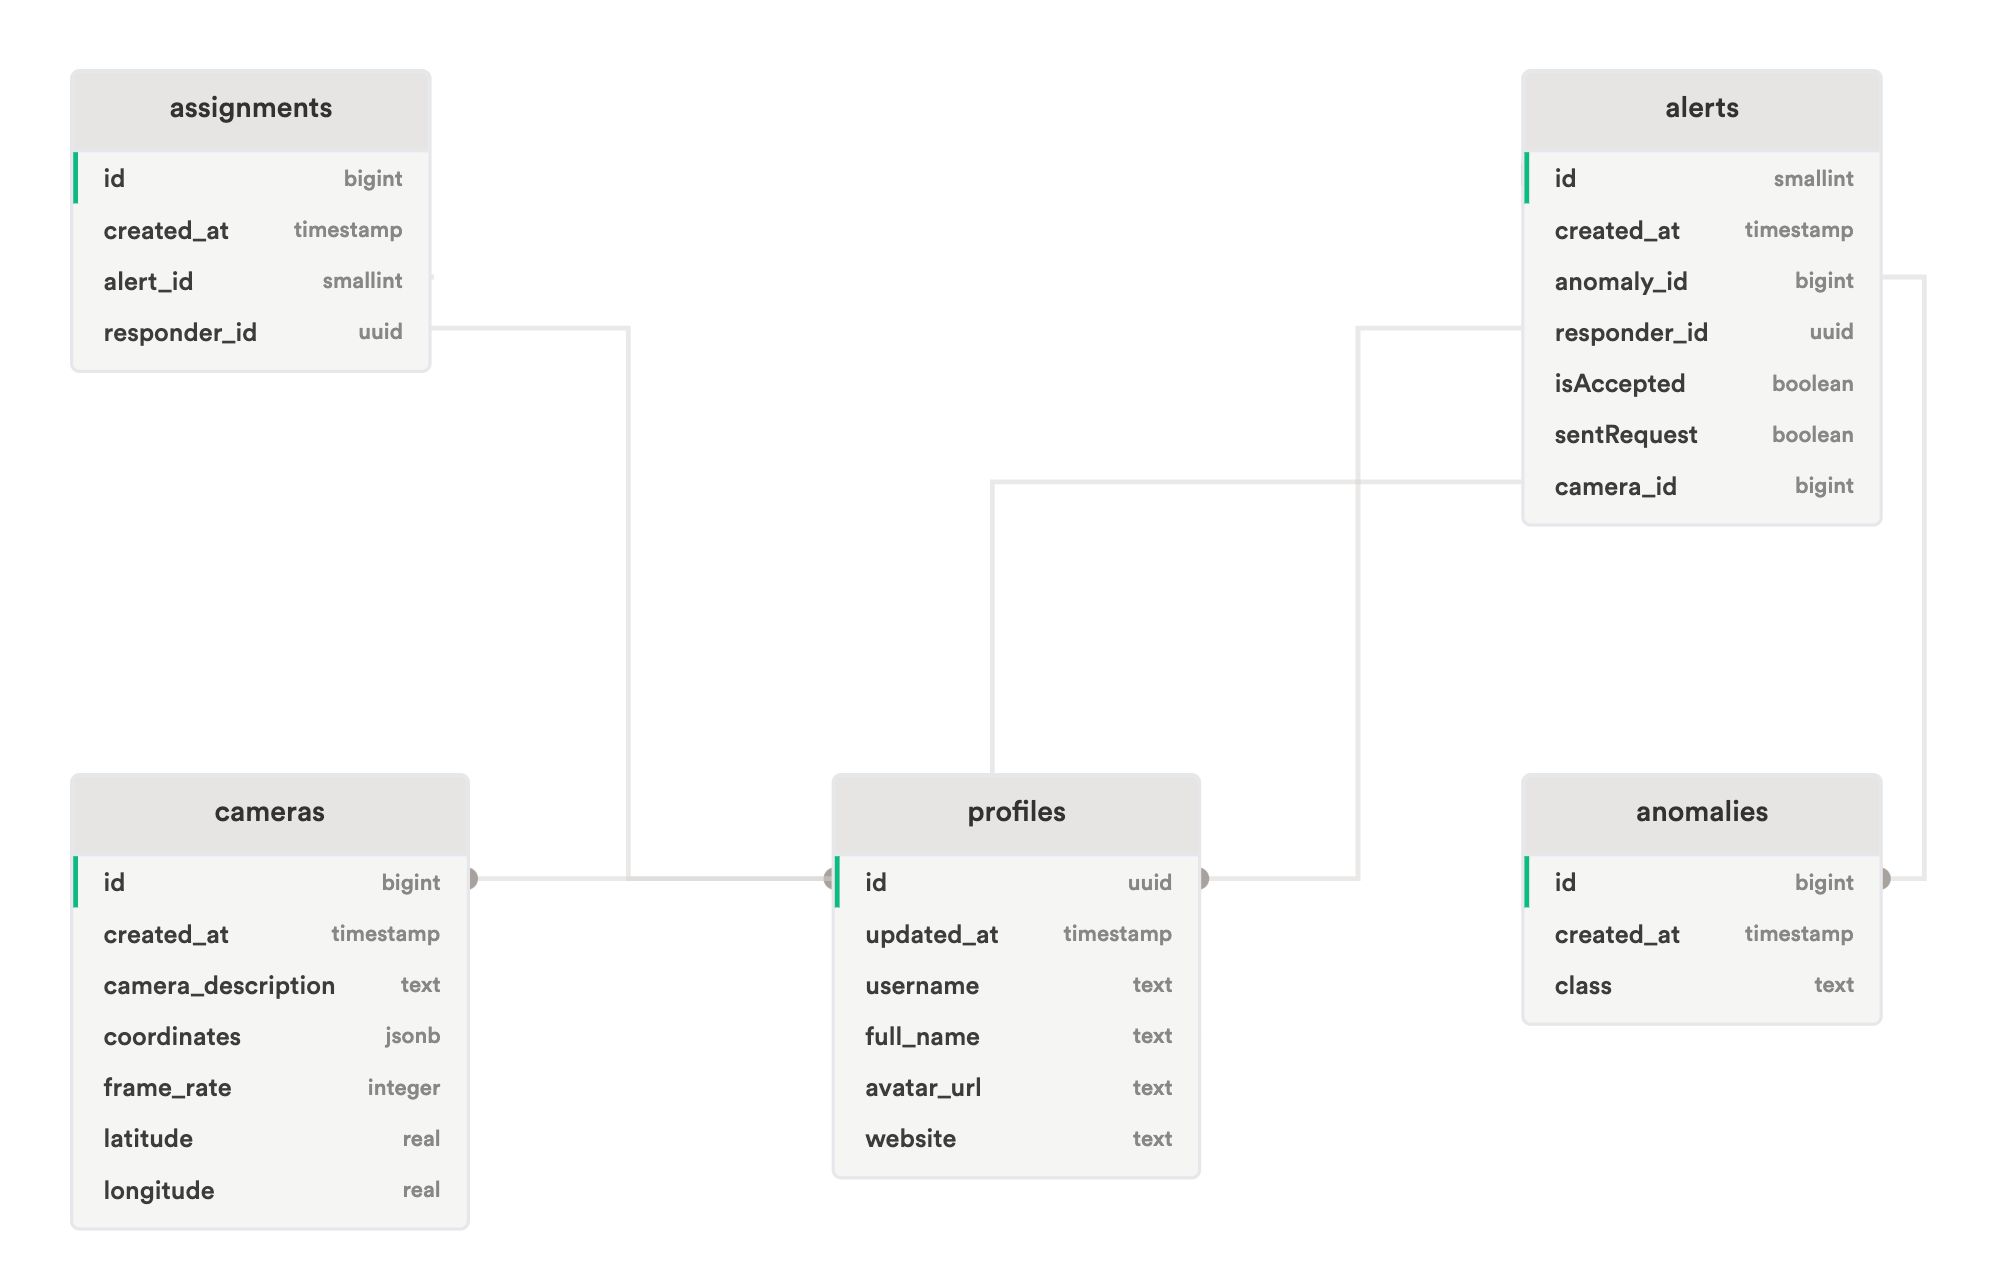 assignments
id bigint
created_at timestamp
alert_id smallint
responder_id uuid
alerts
id smallint
created_at timestamp
anomaly_id bigint
responder_id uuid
isAccepted boolean
sentRequest boolean
camera_id bigint
cameras
id bigint
created_at timestamp
camera_description text
coordinates jsonb
frame_rate integer
latitude real
longitude real
profiles
id uuid
updated_at timestamp
username text
full_name text
avatar_url text
website text
anomalies
id bigint
created_at timestamp
class text